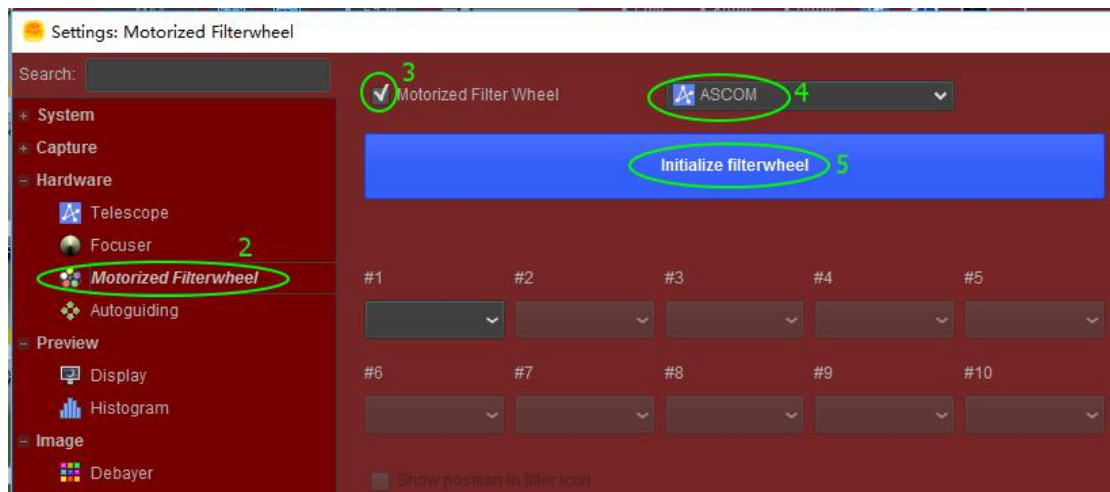 Settings: Motorized Filterwheel
Search:
System
Capture
Hardware
Telescope
Focuser
2
Motorized Filterwheel
Autoguiding
Preview
Display
Histogram
Image
Debayer
3
Motorized Filter Wheel
ASCOM
4
Initialize filterwheel
5
#1 #2 #3 #4 #5
#6 #7 #8 #9 #10
Show position in filter icon